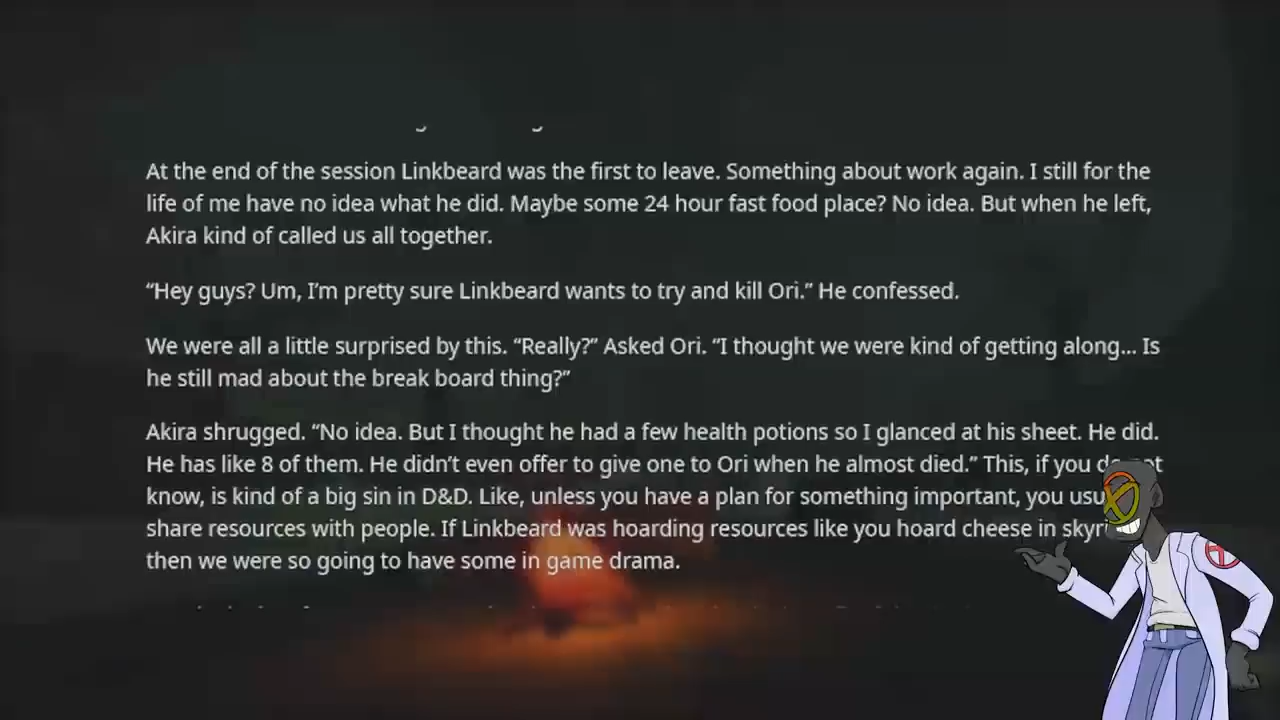 At the end of the session Linkbeard was the first to leave. Something about work again. I still for the
life of me have no idea what he did. Maybe some 24 hour fast food place? No idea. But when he left,
Akira kind of called us all together.
“Hey guys? Um, I’m pretty sure Linkbeard wants to try and kill Ori.” He confessed.
We were all a little surprised by this. “Really?” Asked Ori. “I thought we were kind of getting along... Is
he still mad about the break board thing?”
Akira shrugged. “No idea. But I thought he had a few health potions so I glanced at his sheet. He did.
He has like 8 of them. He didn’t even offer to give one to Ori when he almost died.” This, if you
know, is kind of a big sin in D&D. Like, unless you have a plan for something important, you
share resources with people. If Linkbeard was hoarding resources like you hoard cheese in
then we were so going to have some in game drama.